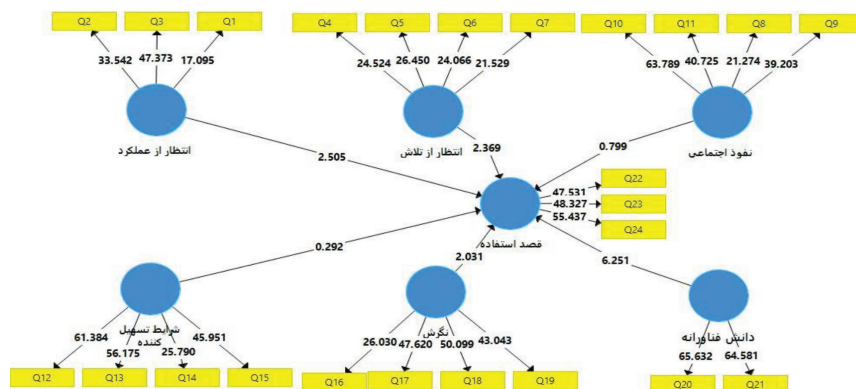 Q2 Q3 Q1 Q4 Q5 Q6 Q7 Q10 Q11 Q8 Q9
33.542 47.373 17.095 24.524 26.450 24.066 21.529 63.789 40.725 21.274 39.203
انتظار از عملکرد
انتظار از تلاش
نفوذ اجتماعی
2.505
2.369
0.799
47.531 Q22
48.327 Q23
55.437 Q24
قصد استفاده
0.292
2.031
6.251
شرایط تسهیل
کننده
نگرش
دانش فناورانه
61.384 56.175 25.790 45.951 26.030 47.620 50.099 43.043 65.632 64.581
Q12 Q13 Q14 Q15 Q16 Q17 Q18 Q19 Q20 Q21